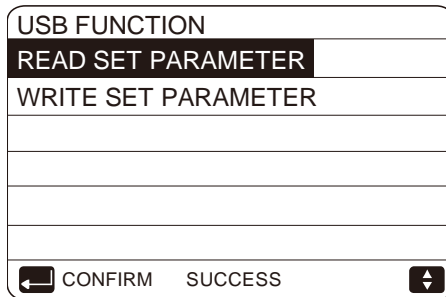 USB FUNCTION
READ SET PARAMETER
WRITE SET PARAMETER
CONFIRM SUCCESS